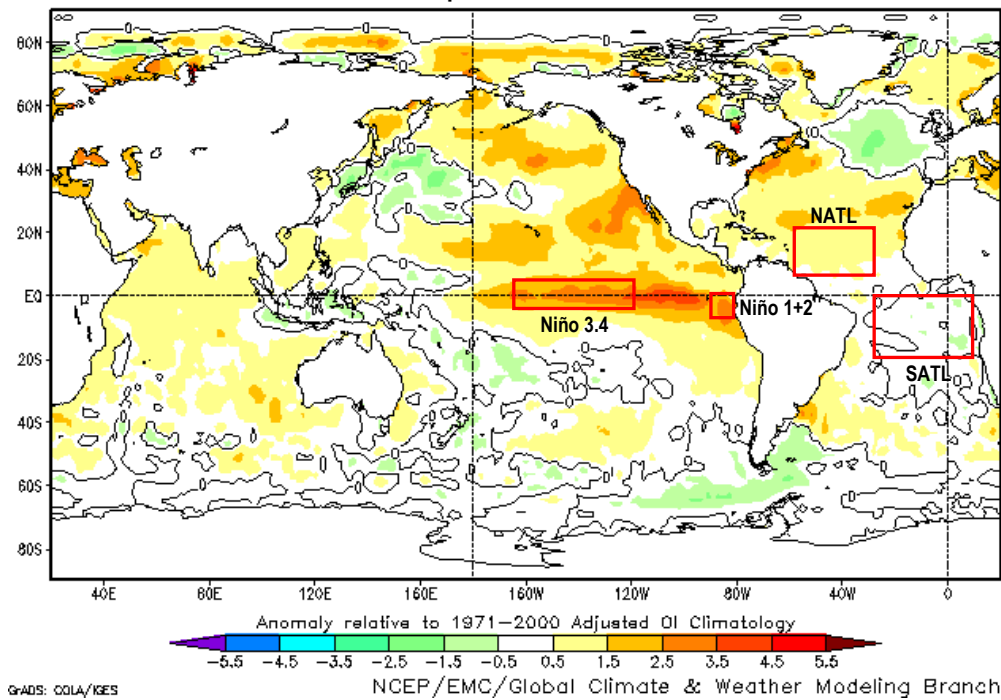 80N
60N
40N
20N
EQ
20S
40S
60S
80S
NATL
Niño 3.4
Niño 1+2
SATL
40E 80E 120E 160E 160W 120W 80W 40W 0
Anomaly relative to 1971-2000 Adjusted OI Climatology
-5.5 -4.5 -3.5 -2.5 -1.5 -0.5 0.5 1.5 2.5 3.5 4.5 5.5
GrADS: COLA/IGES
NCEP/EMC/Global Climate & Weather Modeling Branch